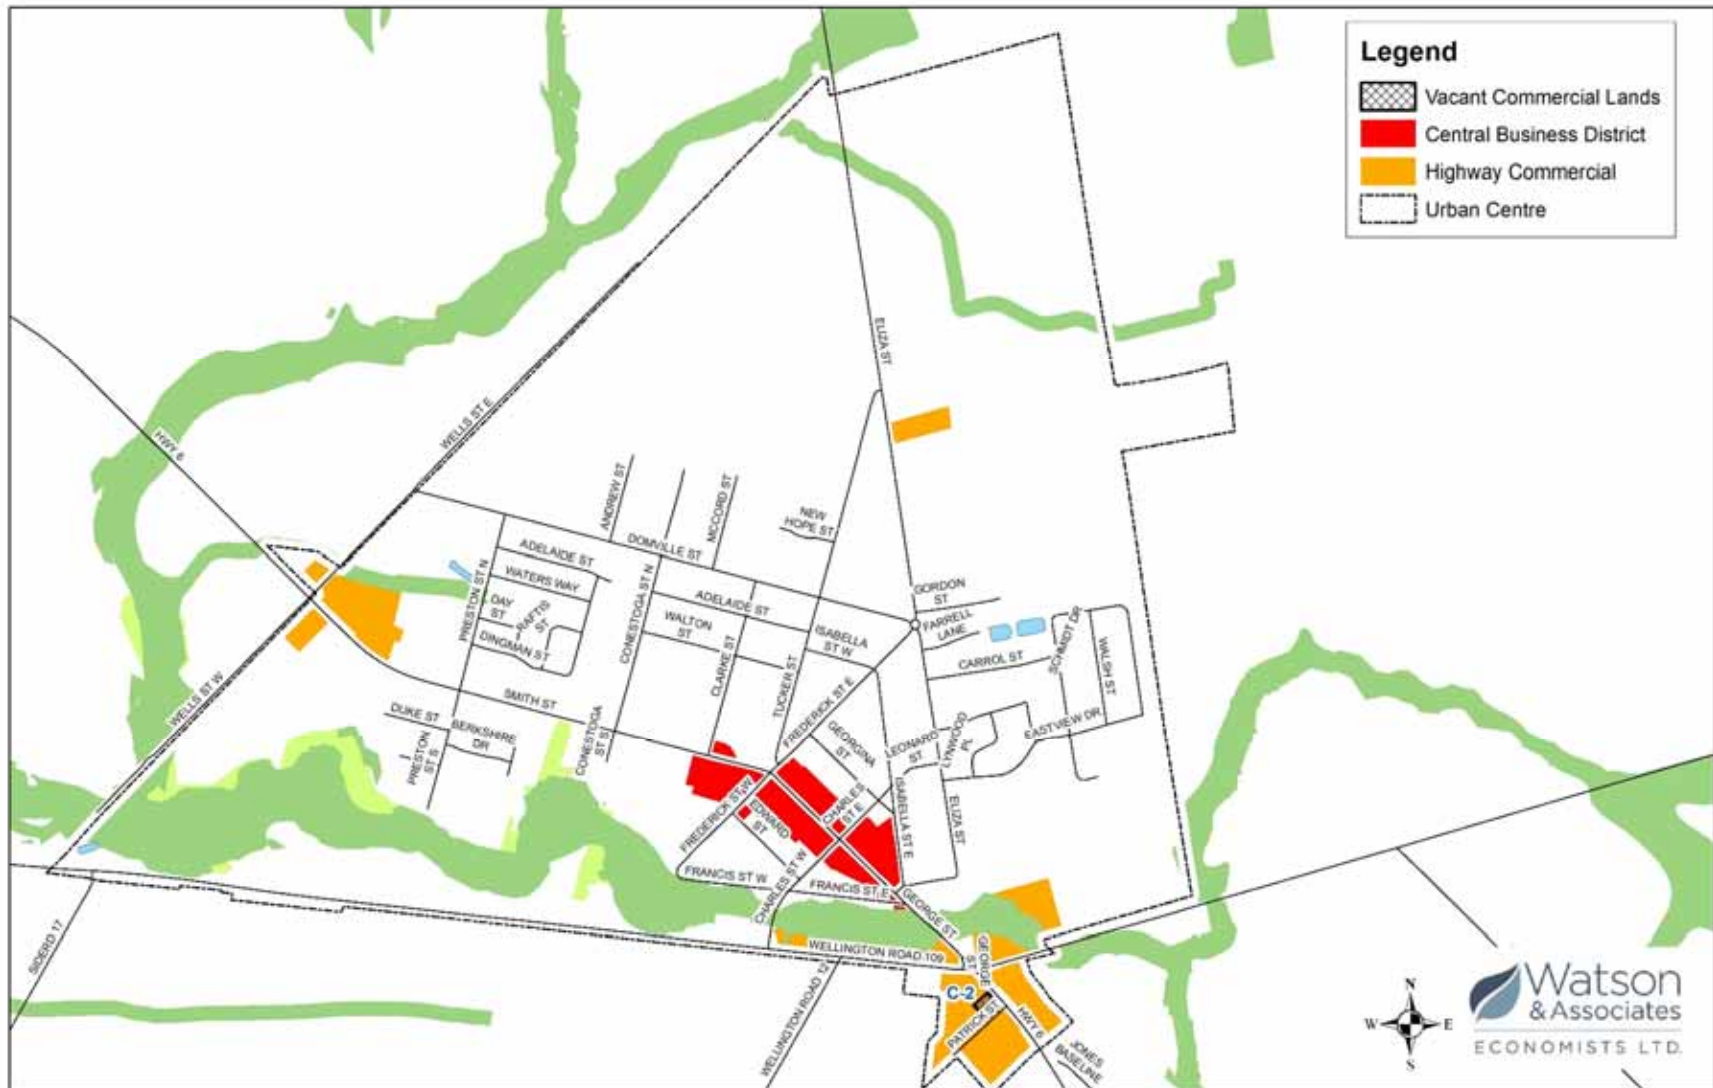 Legend
Vacant Commercial Lands
Central Business District
Highway Commercial
Urban Centre
ELIZA ST
WELLS ST E
HWY 6
ANDREW ST
MCCORD ST
NEW
HOPE ST
DOMVILLE ST
ADELAIDE ST
WATERS WAY
PRESTON ST N
DAY
ST
RAFTIS
ST
DINGMAN ST
CONESTOGA ST N
ADELAIDE ST
WALTON
ST
CLARKE ST
TUCKER ST
ISABELLA
ST W
GORDON
ST
FARRELL
LANE
CARROL ST
SCHMIDT DR
WALSH ST
WELLS ST W
SMITH ST
DUKE ST
BERKSHIRE
DR
PRESTON
ST S
CONESTOGA
ST S
FREDERICK ST E
GEORGINA
ST
LEONARD
ST
LYNWOOD
PL
EASTVIEW DR
FREDERICK ST W
EDWARD
ST
CHARLES
ST E
ISABELLA ST E
ELIZA ST
FRANCIS ST W
CHARLES ST W
FRANCIS ST E
GEORGE ST
SIDERD 17
WELLINGTON ROAD 109
GEORGE
ST
WELLINGTON ROAD 12
C-2
PATRICK ST
HWY 6
JONES
BASELINE
N
W
E
S
Watson
& Associates
ECONOMISTS LTD.